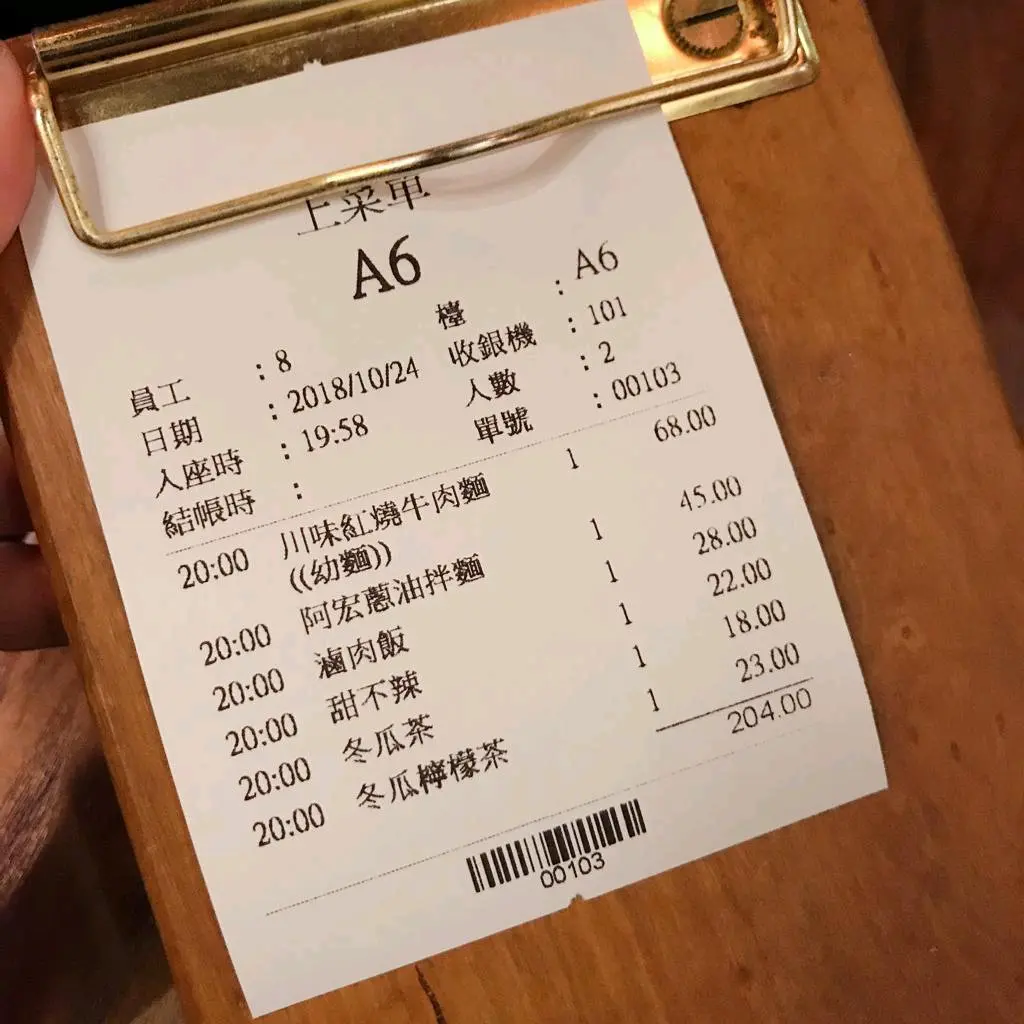 上菜單
A6
員工 : 8 檯 : A6
日期 : 2018/10/24 收銀機 : 101
入座時 : 19:58 人數 : 2
結帳時 : 單號 : 00103
20:00 川味紅燒牛肉麵 1 68.00
((幼麵))
20:00 阿宏蔥油拌麵 1 45.00
20:00 滷肉飯 1 28.00
20:00 甜不辣 1 22.00
20:00 冬瓜茶 1 18.00
20:00 冬瓜檸檬茶 1 23.00
204.00
00103